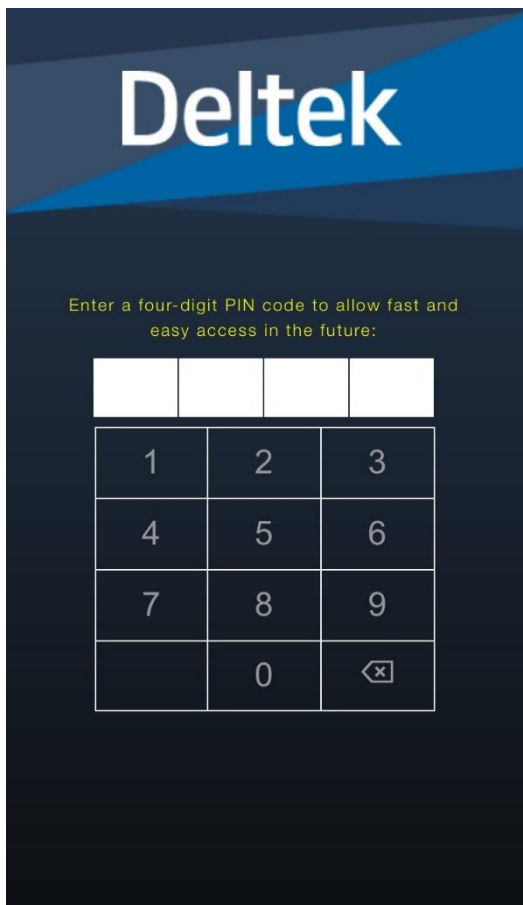 Deltek
Enter a four-digit PIN code to allow fast and
easy access in the future:
1 2 3
4 5 6
7 8 9
0